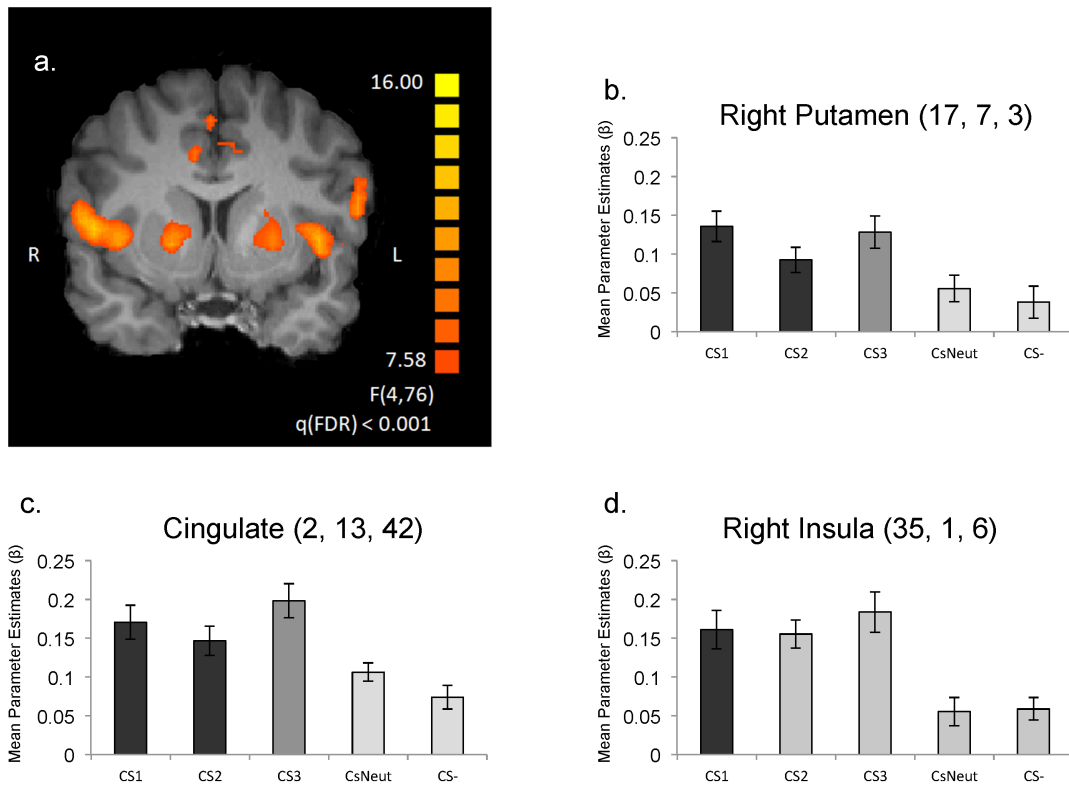 a.
16.00
R
L
7.58
F(4,76)
q(FDR) < 0.001
b.
Right Putamen (17, 7, 3)
Mean Parameter Estimates (β)
0.25
0.2
0.15
0.1
0.05
0
CS1 CS2 CS3 CsNeut CS-
c.
Cingulate (2, 13, 42)
Mean Parameter Estimates (β)
0.25
0.2
0.15
0.1
0.05
0
CS1 CS2 CS3 CsNeut CS-
d.
Right Insula (35, 1, 6)
Mean Parameter Estimates (β)
0.25
0.2
0.15
0.1
0.05
0
CS1 CS2 CS3 CsNeut CS-